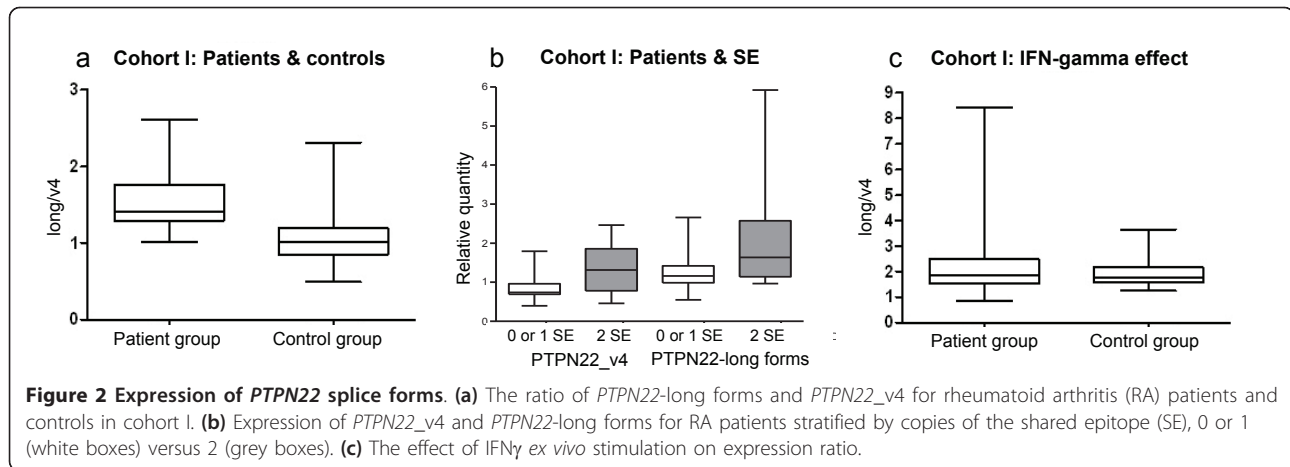 a Cohort I: Patients & controls
3
2
1
0
long/v4
Patient group Control group
b Cohort I: Patients & SE
6
5
4
3
2
1
0
Relative quantity
0 or 1 SE 2 SE 0 or 1 SE 2 SE
PTPN22_v4 PTPN22-long forms
c Cohort I: IFN-gamma effect
9
8
7
6
5
4
3
2
1
0
long/v4
Patient group Control group
Figure 2 Expression of PTPN22 splice forms. (a) The ratio of PTPN22-long forms and PTPN22_v4 for rheumatoid arthritis (RA) patients and
controls in cohort I. (b) Expression of PTPN22_v4 and PTPN22-long forms for RA patients stratified by copies of the shared epitope (SE), 0 or 1
(white boxes) versus 2 (grey boxes). (c) The effect of IFNγ ex vivo stimulation on expression ratio.